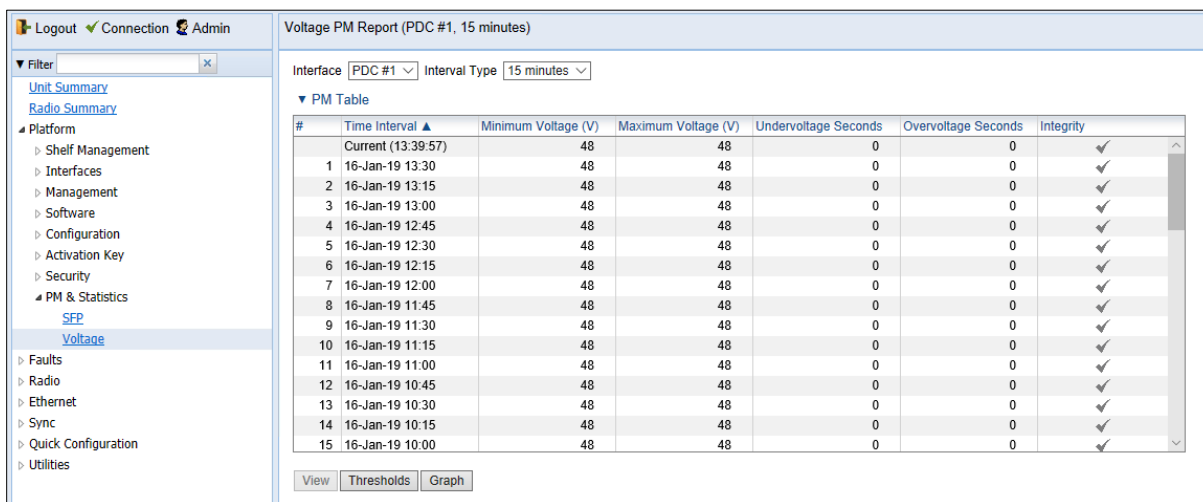 Logout Connection Admin
Filter
Unit Summary
Radio Summary
Platform
Shelf Management
Interfaces
Management
Software
Configuration
Activation Key
Security
PM & Statistics
SFP
Voltage
Faults
Radio
Ethernet
Sync
Quick Configuration
Utilities
Voltage PM Report (PDC #1, 15 minutes)
Interface PDC #1 Interval Type 15 minutes
PM Table
# Time Interval ▲ Minimum Voltage (V) Maximum Voltage (V) Undervoltage Seconds Overvoltage Seconds Integrity
Current (13:39:57) 48 48 0 0
1 16-Jan-19 13:30 48 48 0 0
2 16-Jan-19 13:15 48 48 0 0
3 16-Jan-19 13:00 48 48 0 0
4 16-Jan-19 12:45 48 48 0 0
5 16-Jan-19 12:30 48 48 0 0
6 16-Jan-19 12:15 48 48 0 0
7 16-Jan-19 12:00 48 48 0 0
8 16-Jan-19 11:45 48 48 0 0
9 16-Jan-19 11:30 48 48 0 0
10 16-Jan-19 11:15 48 48 0 0
11 16-Jan-19 11:00 48 48 0 0
12 16-Jan-19 10:45 48 48 0 0
13 16-Jan-19 10:30 48 48 0 0
14 16-Jan-19 10:15 48 48 0 0
15 16-Jan-19 10:00 48 48 0 0
View Thresholds Graph